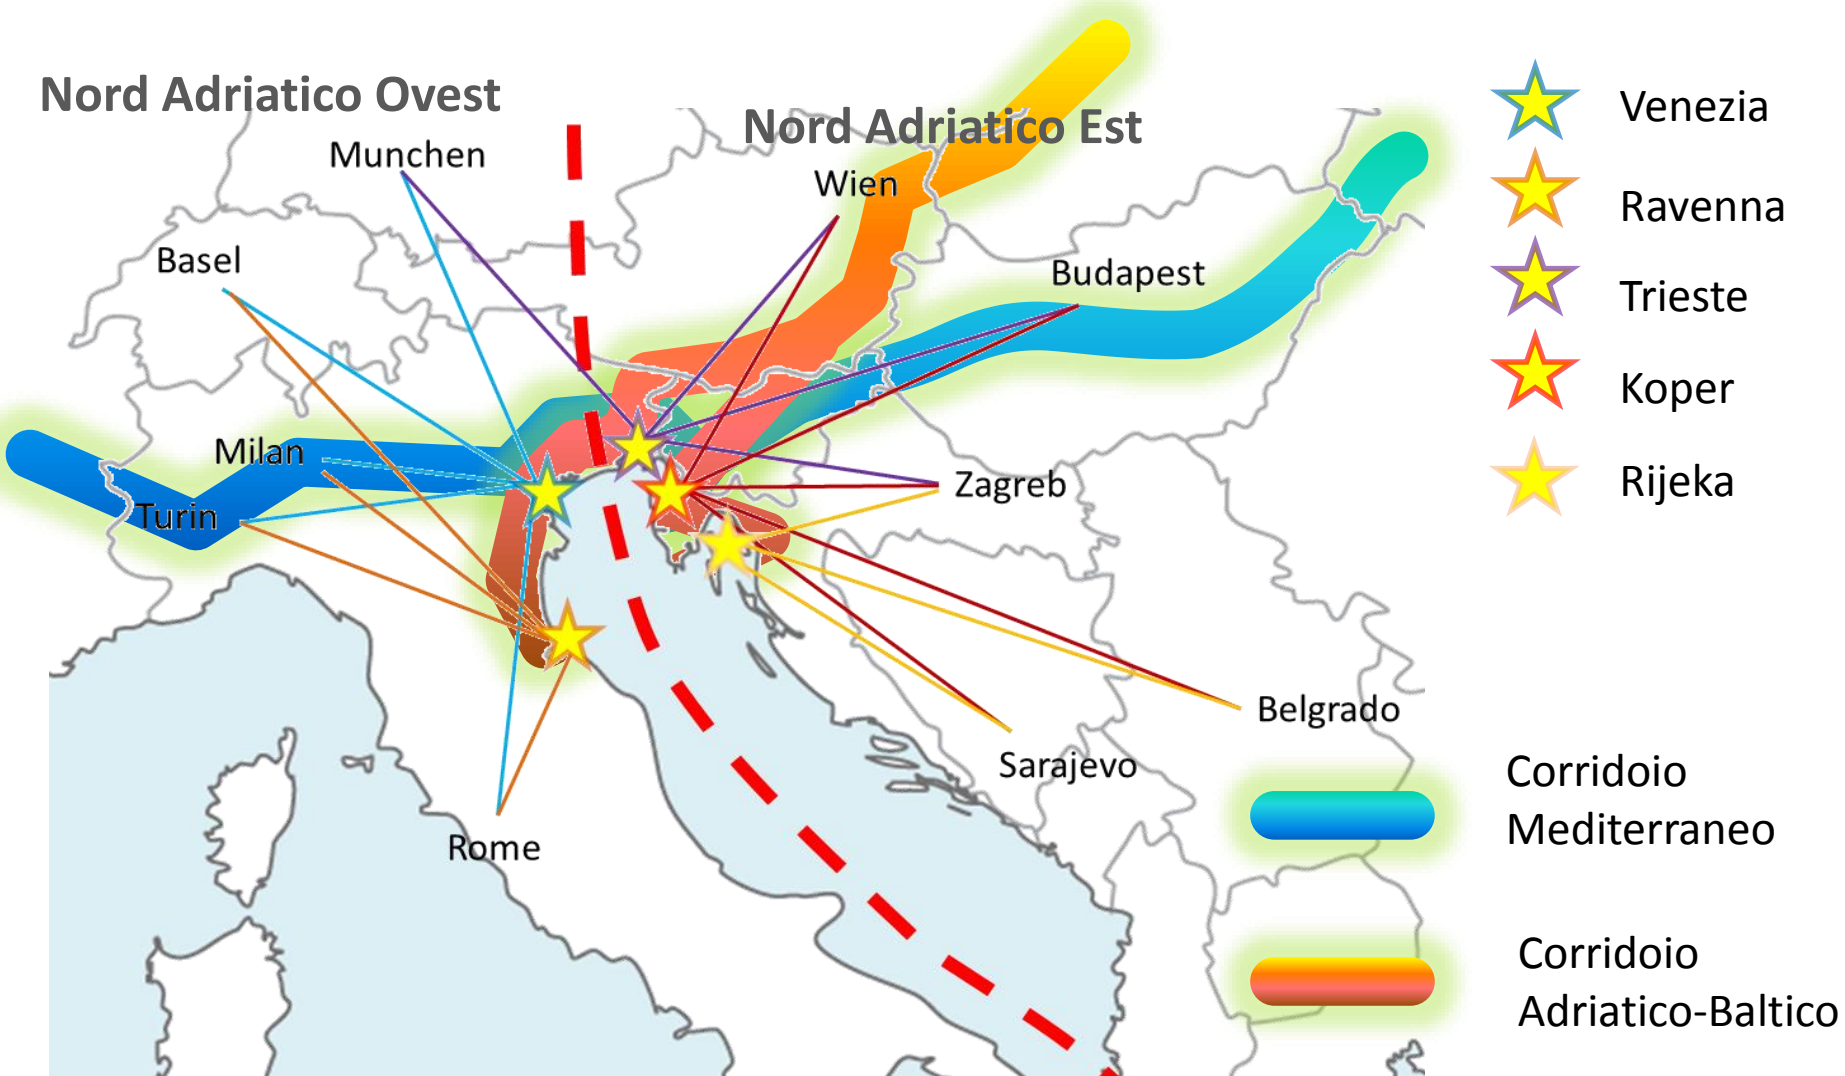 Nord Adriatico Ovest
Nord Adriatico Est
Munchen
Wien
Basel
Budapest
Milan
Turin
Zagreb
Belgrado
Sarajevo
Rome
Venezia
Ravenna
Trieste
Koper
Rijeka
Corridoio
Mediterraneo
Corridoio
Adriatico-Baltico